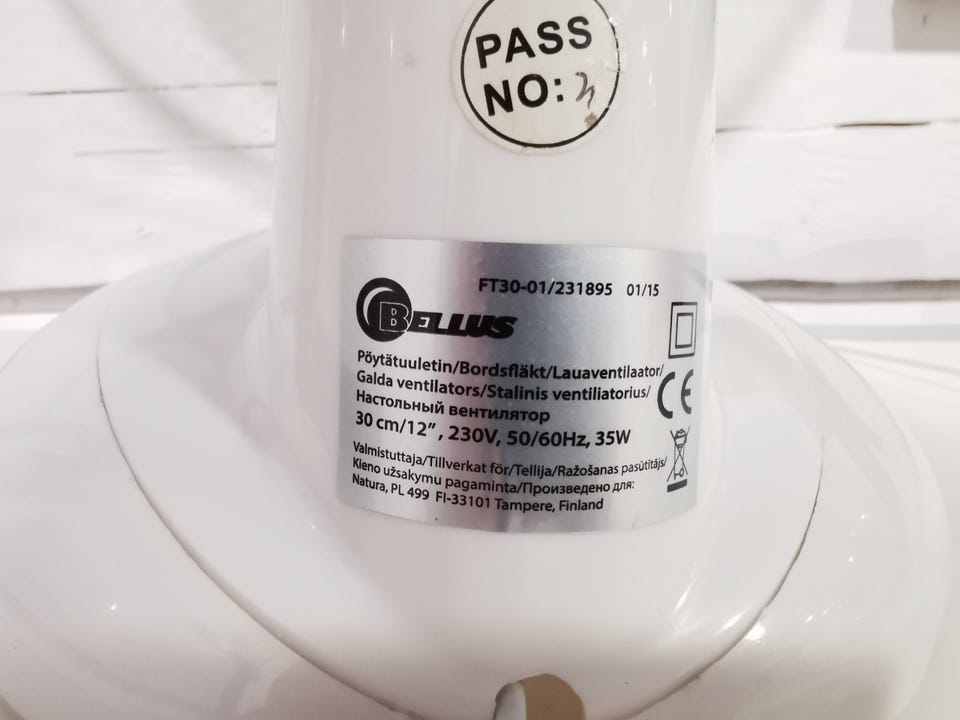 PASS
NO:
FT30-01/231895 01/15
BELLUS
Pöytätuuletin/Bordsfläkt/Lauaventilaator/
Galda ventilators/Stalinis ventiliatorius/
Настольный вентилятор
30 cm/12", 230V, 50/60Hz, 35W
CE
Valmistuttaja/Tillverkat för/Tellija/Ražošanas pasūtītājs/
Kieno užsakymu pagaminta/Произведено для:
Natura, PL 499 FI-33101 Tampere, Finland